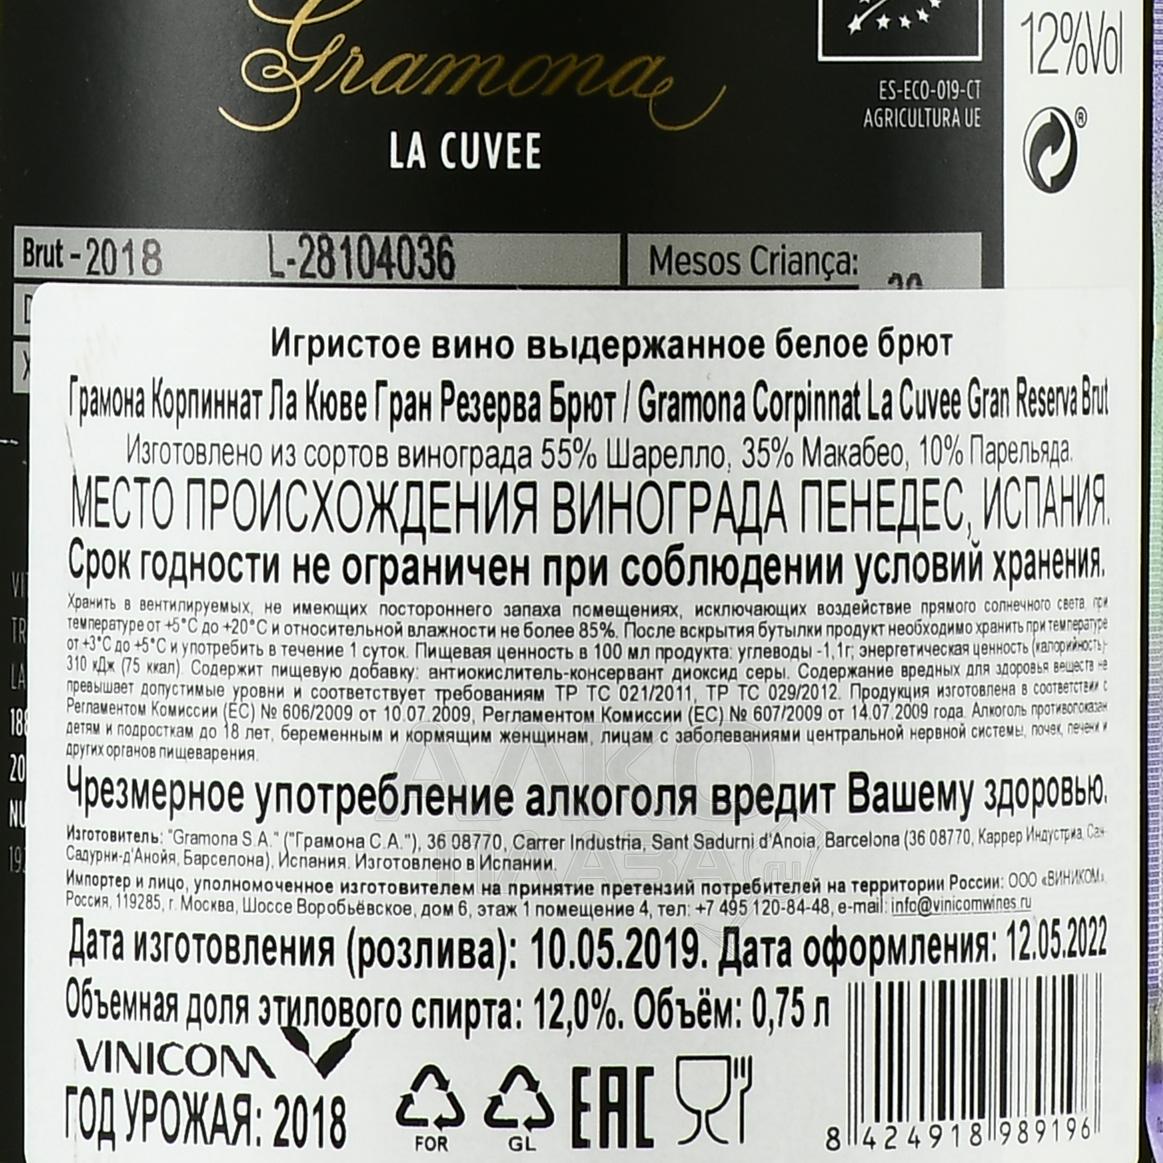 Gramona
LA CUVEE
ES-ECO-019-CT
AGRICULTURA UE
12%Vol
Brut - 2018 L-28104036 Mesos Criança:
Игристое вино выдержанное белое брют
Грамона Корпиннат Ла Кюве Гран Резерва Брют / Gramona Corpinnat La Cuvee Gran Reserva Brut
Изготовлено из сортов винограда 55% Шарелло, 35% Макабео, 10% Парельяда.
МЕСТО ПРОИСХОЖДЕНИЯ ВИНОГРАДА ПЕНЕДЕС, ИСПАНИЯ.
Срок годности не ограничен при соблюдении условий хранения.
Хранить в вентилируемых, не имеющих постороннего запаха помещениях, исключающих воздействие прямого солнечного света, при
температуре от +5°С до +20°С и относительной влажности не более 85%. После вскрытия бутылки продукт необходимо хранить при температуре
от +3°С до +5°С и употребить в течение 1 суток. Пищевая ценность в 100 мл продукта: углеводы -1,1г; энергетическая ценность (калорийность)-
310 кДж (75 ккал). Содержит пищевую добавку: антиокислитель-консервант диоксид серы. Содержание вредных для здоровья веществ не
превышает допустимые уровни и соответствует требованиям ТР ТС 021/2011, ТР ТС 029/2012. Продукция изготовлена в соответствии с
Регламентом Комиссии (ЕС) № 606/2009 от 10.07.2009, Регламентом Комиссии (ЕС) № 607/2009 от 14.07.2009 года. Алкоголь противопоказан
детям и подросткам до 18 лет, беременным и кормящим женщинам, лицам с заболеваниями центральной нервной системы, почек, печени и
других органов пищеварения.
Чрезмерное употребление алкоголя вредит Вашему здоровью.
Изготовитель: "Gramona S.A." ("Грамона С.А."), 36 08770, Carrer Industria, Sant Sadurni d'Anoia, Barcelona (36 08770, Каррер Индустриа, Сан-
Садурни-д'Анойя, Барселона), Испания. Изготовлено в Испании.
Импортер и лицо, уполномоченное изготовителем на принятие претензий потребителей на территории России: ООО «ВИНИКОМ»,
Россия, 119285, г. Москва, Шоссе Воробьёвское, дом 6, этаж 1 помещение 4, тел: +7 495 120-84-48, e-mail: info@vinicomwines.ru
Дата изготовления (розлива): 10.05.2019. Дата оформления: 12.05.2022
Объемная доля этилового спирта: 12,0%. Объём: 0,75 л
VINICOM
ГОД УРОЖАЯ: 2018
FOR GL EAC
8 424918 989196
АЛКО
ПЛАЗА.ru